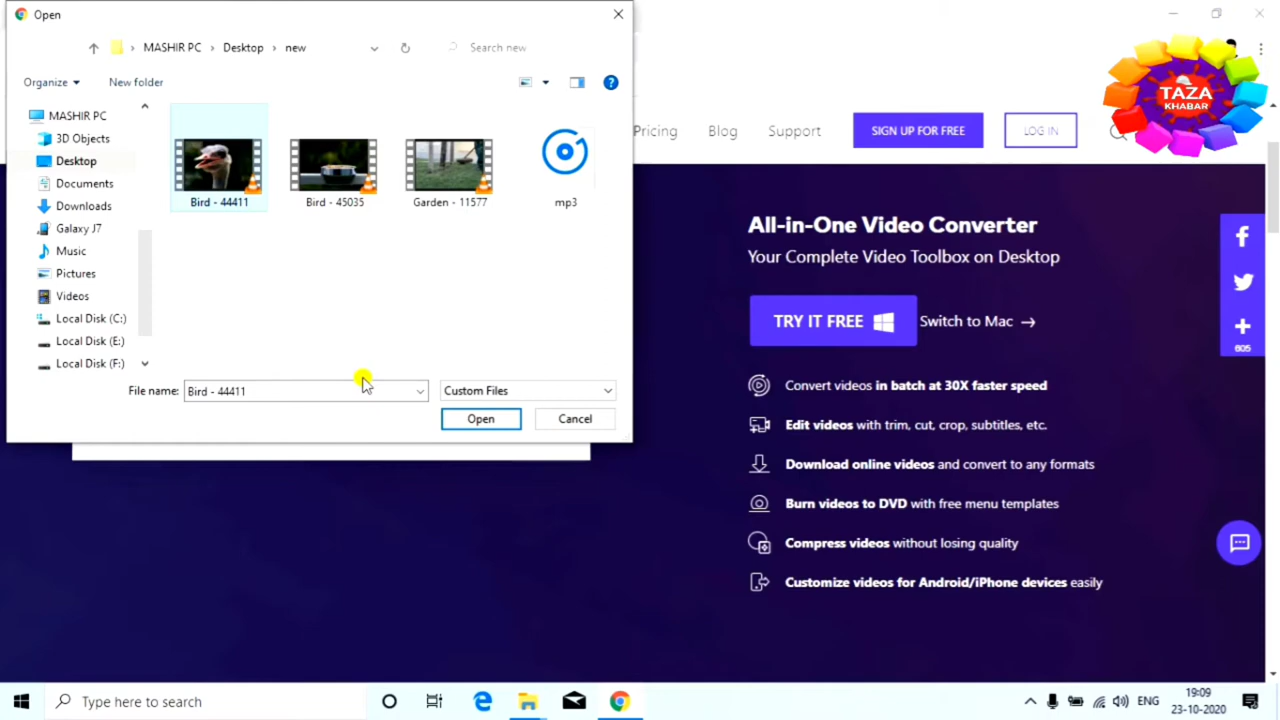 Open
MASHIR PC
Desktop
new
Search new
Organize
New folder
MASHIR PC
3D Objects
Desktop
Documents
Downloads
Galaxy J7
Music
Pictures
Videos
Local Disk (C:)
Local Disk (E:)
Local Disk (F:)
Bird - 44411
Bird - 45035
Garden - 11577
mp3
File name:
Bird - 44411
Custom Files
Open
Cancel
Pricing
Blog
Support
SIGN UP FOR FREE
LOG IN
TAZA
KHABAR
All-in-One Video Converter
Your Complete Video Toolbox on Desktop
TRY IT FREE
Switch to Mac →
Convert videos in batch at 30X faster speed
Edit videos with trim, cut, crop, subtitles, etc.
Download online videos and convert to any formats
Burn videos to DVD with free menu templates
Compress videos without losing quality
Customize videos for Android/iPhone devices easily
605
Type here to search
ENG
19:09
23-10-2020